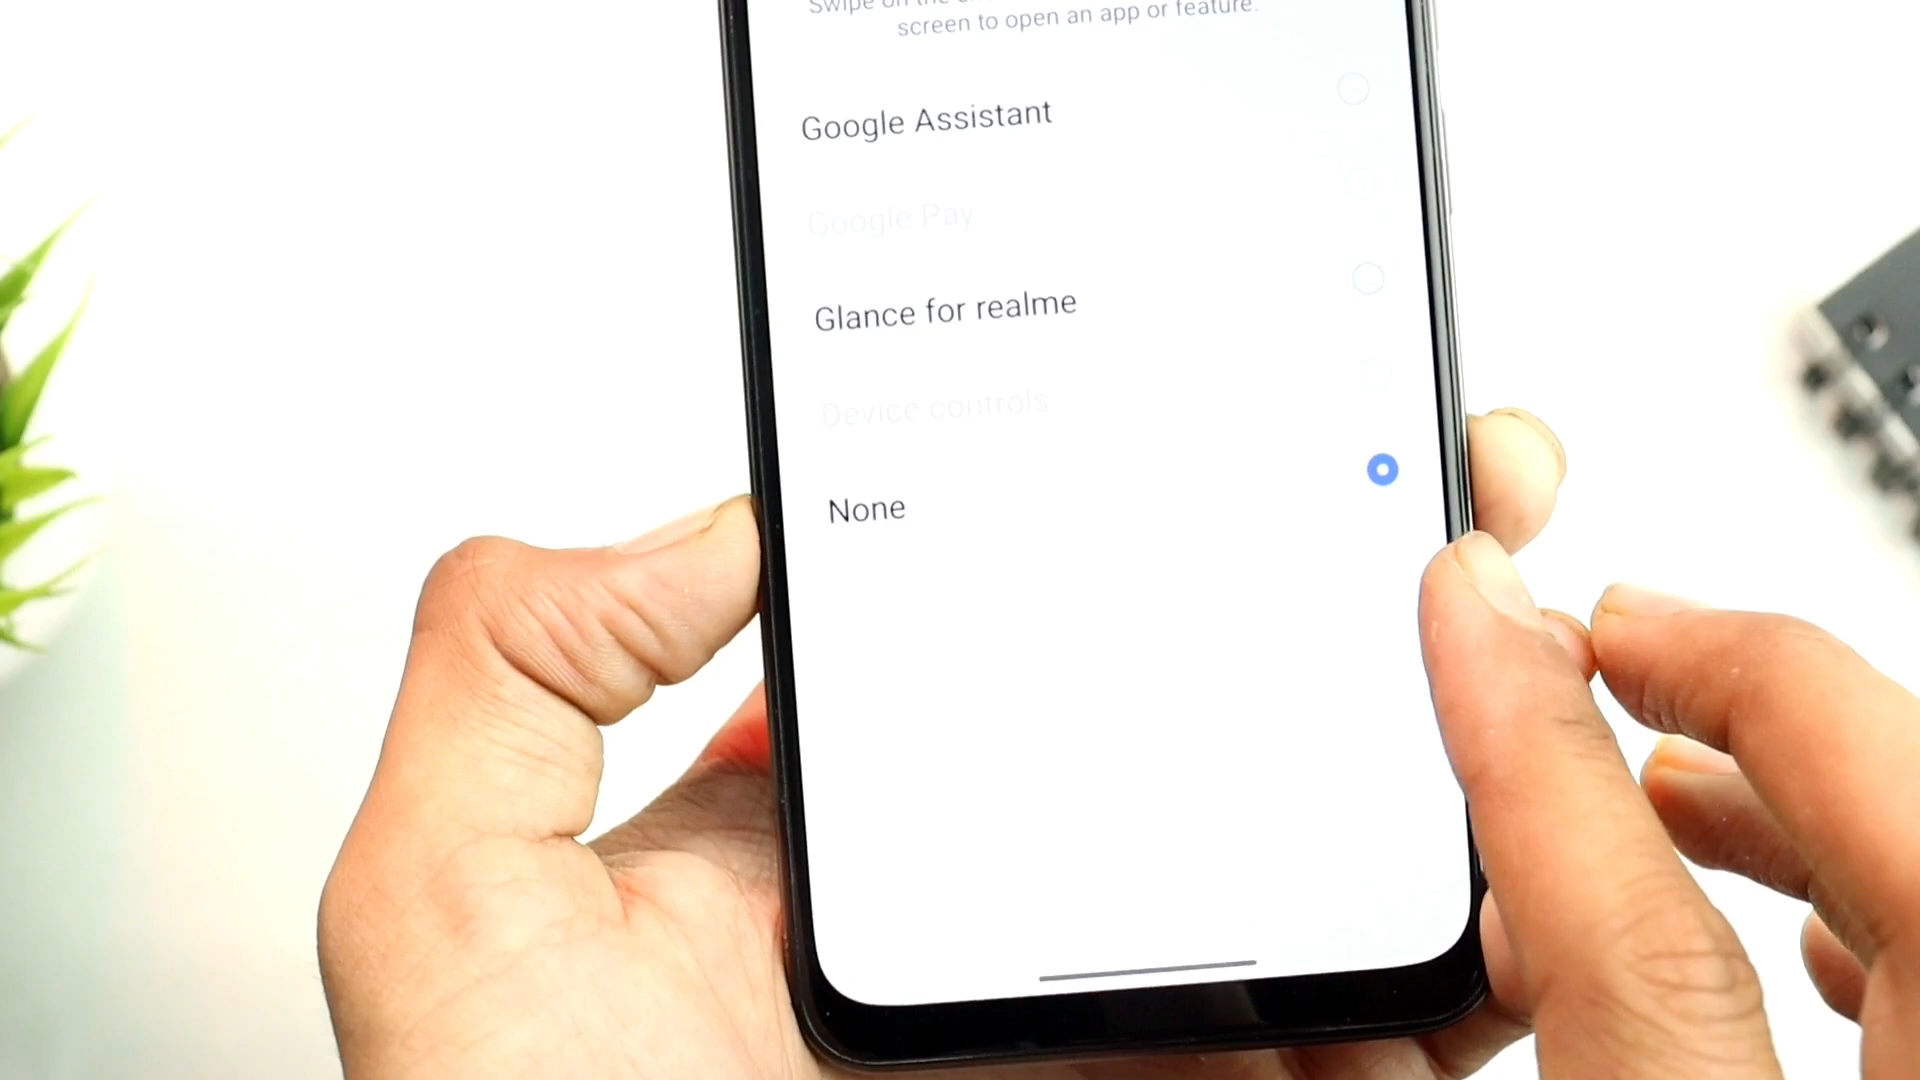 Swipe on the
screen to open an app or feature.
Google Assistant
Google Pay
Glance for realme
Device controls
None